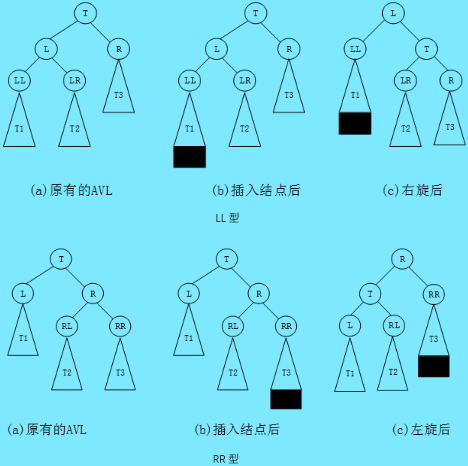 T T L
L R L R LL T
LL LR LL LR LR R
T3 T3 T1
T1 T2 T1 T2 T2 T3
(a)原有的AVL (b)插入结点后 (c)右旋后
LL 型
T T R
L R L R T RR
RL RR RL RR L RL
T1 T1 T3
T2 T3 T2 T3 T1 T2
(a)原有的AVL (b)插入结点后 (c)左旋后
RR 型